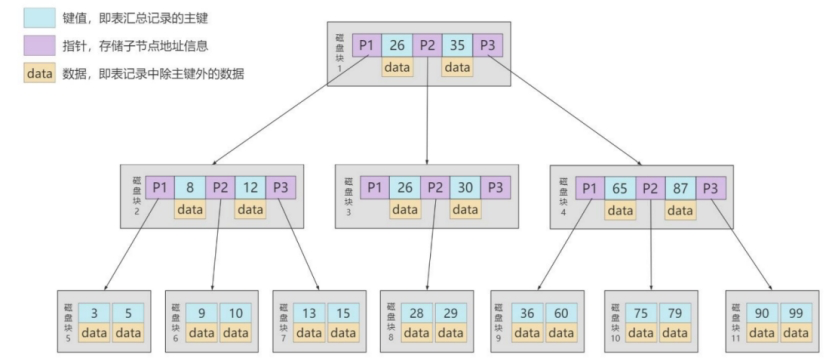 键值，即表汇总记录的主键
指针，存储子节点地址信息
data 数据，即表记录中除主键外的数据
磁盘块1 P1 26 P2 35 P3
data data
磁盘块2 P1 8 P2 12 P3
data data
磁盘块3 P1 26 P2 30 P3
data data
磁盘块4 P1 65 P2 87 P3
data data
磁盘块5 3 5
data data
磁盘块6 9 10
data data
磁盘块7 13 15
data data
磁盘块8 28 29
data data
磁盘块9 36 60
data data
磁盘块10 75 79
data data
磁盘块11 90 99
data data